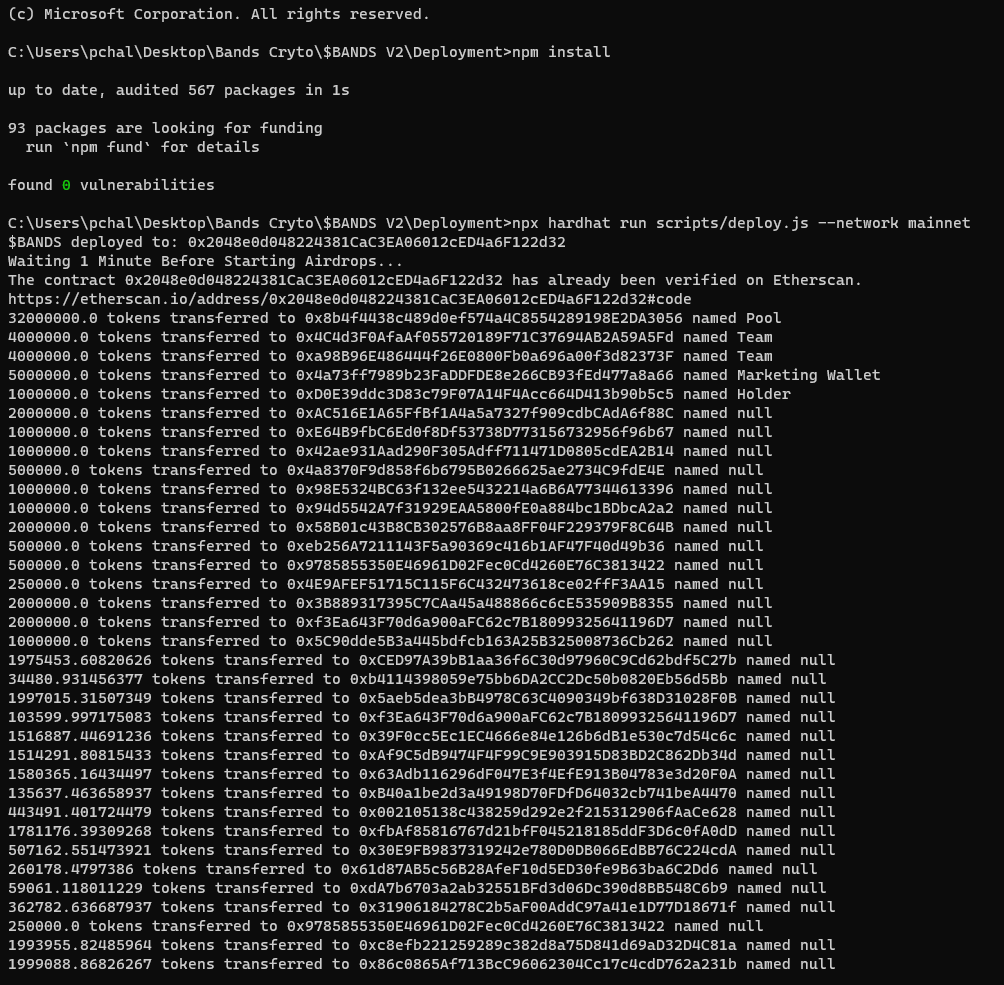 (c) Microsoft Corporation. All rights reserved.
C:\Users\pchal\Desktop\Bands Cryto\$BANDS V2\Deployment>npm install
up to date, audited 567 packages in 1s
93 packages are looking for funding
run `npm fund` for details
found 0 vulnerabilities
C:\Users\pchal\Desktop\Bands Cryto\$BANDS V2\Deployment>npx hardhat run scripts/deploy.js --network mainnet
$BANDS deployed to: 0x2048e0d048224381CaC3EA06012cED4a6F122d32
Waiting 1 Minute Before Starting Airdrops...
The contract 0x2048e0d048224381CaC3EA06012cED4a6F122d32 has already been verified on Etherscan.
https://etherscan.io/address/0x2048e0d048224381CaC3EA06012cED4a6F122d32#code
32000000.0 tokens transferred to 0x8b4f4438c489d0ef574a4C8554289198E2DA3056 named Pool
4000000.0 tokens transferred to 0x4C4d3F0AfaAf055720189F71C37694AB2A59A5Fd named Team
4000000.0 tokens transferred to 0xa98B96E486444f26E0800Fb0a696a00f3d82373F named Team
5000000.0 tokens transferred to 0x4a73ff7989b23FaDDFDE8e266CB93fEd477a8a66 named Marketing Wallet
1000000.0 tokens transferred to 0xD0E39ddc3D83c79F07A14F4Acc664D413b90b5c5 named Holder
2000000.0 tokens transferred to 0xAC516E1A65FfBf1A4a5a7327f909cdbCAdA6f88C named null
1000000.0 tokens transferred to 0xE64B9fbC6Ed0f8Df53738D773156732956f96b67 named null
1000000.0 tokens transferred to 0x42ae931Aad290F305Adff711471D0805cdEA2B14 named null
500000.0 tokens transferred to 0x4a8370F9d858f6b6795B0266625ae2734C9fdE4E named null
1000000.0 tokens transferred to 0x98E5324BC63f132ee5432214a6B6A77344613396 named null
1000000.0 tokens transferred to 0x94d5542A7f31929EAA5800fE0a884bc1BDbcA2a2 named null
2000000.0 tokens transferred to 0x58B01c43B8CB302576B8aa8FF04F229379F8C64B named null
500000.0 tokens transferred to 0xeb256A7211143F5a90369c416b1AF47F40d49b36 named null
500000.0 tokens transferred to 0x9785855350E46961D02Fec0Cd4260E76C3813422 named null
250000.0 tokens transferred to 0x4E9AFEF51715C115F6C432473618ce02ffF3AA15 named null
2000000.0 tokens transferred to 0x3B889317395C7CAa45a488866c6cE535909B8355 named null
2000000.0 tokens transferred to 0xf3Ea643F70d6a900aFC62c7B18099325641196D7 named null
1000000.0 tokens transferred to 0x5C90dde5B3a445bdfcb163A25B325008736Cb262 named null
1975453.60820626 tokens transferred to 0xCED97A39bB1aa36f6C30d97960C9Cd62bdf5C27b named null
34480.931456377 tokens transferred to 0xb4114398059e75bb6DA2CC2Dc50b0820Eb56d5Bb named null
1997015.31507349 tokens transferred to 0x5aeb5dea3bB4978C63C4090349bf638D31028F0B named null
103599.997175083 tokens transferred to 0xf3Ea643F70d6a900aFC62c7B18099325641196D7 named null
1516887.44691236 tokens transferred to 0x39F0cc5Ec1EC4666e84e126b6dB1e530c7d54c6c named null
1514291.80815433 tokens transferred to 0xAf9C5dB9474F4F99C9E903915D83BD2C862Db34d named null
1580365.16434497 tokens transferred to 0x63Adb116296dF047E3f4EfE913B04783e3d20F0A named null
135637.463658937 tokens transferred to 0xB40a1be2d3a49198D70FDfD64032cb741beA4470 named null
443491.401724479 tokens transferred to 0x002105138c438259d292e2f215312906fAaCe628 named null
1781176.39309268 tokens transferred to 0xfbAf85816767d21bfF045218185ddF3D6c0fA0dD named null
507162.551473921 tokens transferred to 0x30E9FB9837319242e780D0DB066EdBB76C224cdA named null
260178.4797386 tokens transferred to 0x61d87AB5c56B28AfeF10d5ED30fe9B63ba6C2Dd6 named null
59061.118011229 tokens transferred to 0xdA7b6703a2ab32551BFd3d06Dc390d8BB548C6b9 named null
362782.636687937 tokens transferred to 0x31906184278C2b5aF00AddC97a41e1D77D18671f named null
250000.0 tokens transferred to 0x9785855350E46961D02Fec0Cd4260E76C3813422 named null
1993955.82485964 tokens transferred to 0xc8efb221259289c382d8a75D841d69aD32D4C81a named null
1999088.86826267 tokens transferred to 0x86c0865Af713BcC96062304Cc17c4cdD762a231b named null